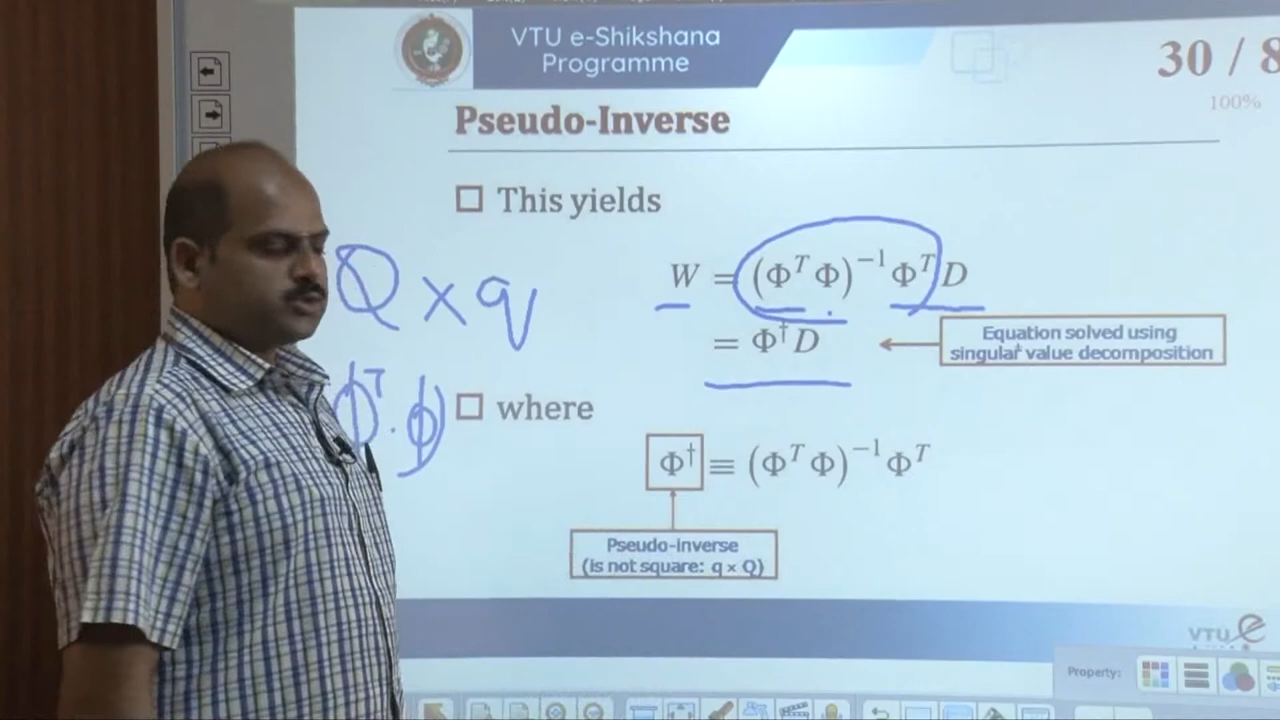 VTU e-Shikshana
Programme
30 / 8
100%
Pseudo-Inverse
This yields
W = (Φ^T Φ)^−1 Φ^T D
= Φ^† D
Equation solved using
singular value decomposition
Q × q
Φ^T . Φ
where
Φ^† ≡ (Φ^T Φ)^−1 Φ^T
Pseudo-inverse
(is not square: q × Q)
VTU e
Property: